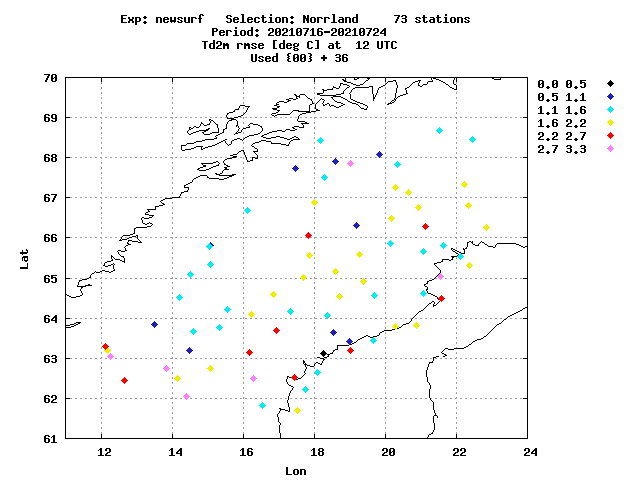 Exp: newsurf   Selection: Norrland     73 stations
Period: 20210716-20210724
Td2m rmse [deg C] at  12 UTC
Used {00} + 36
0.0 0.5
0.5 1.1
1.1 1.6
1.6 2.2
2.2 2.7
2.7 3.3
70
69
68
67
66
65
64
63
62
61
Lat
12 14 16 18 20 22 24
Lon